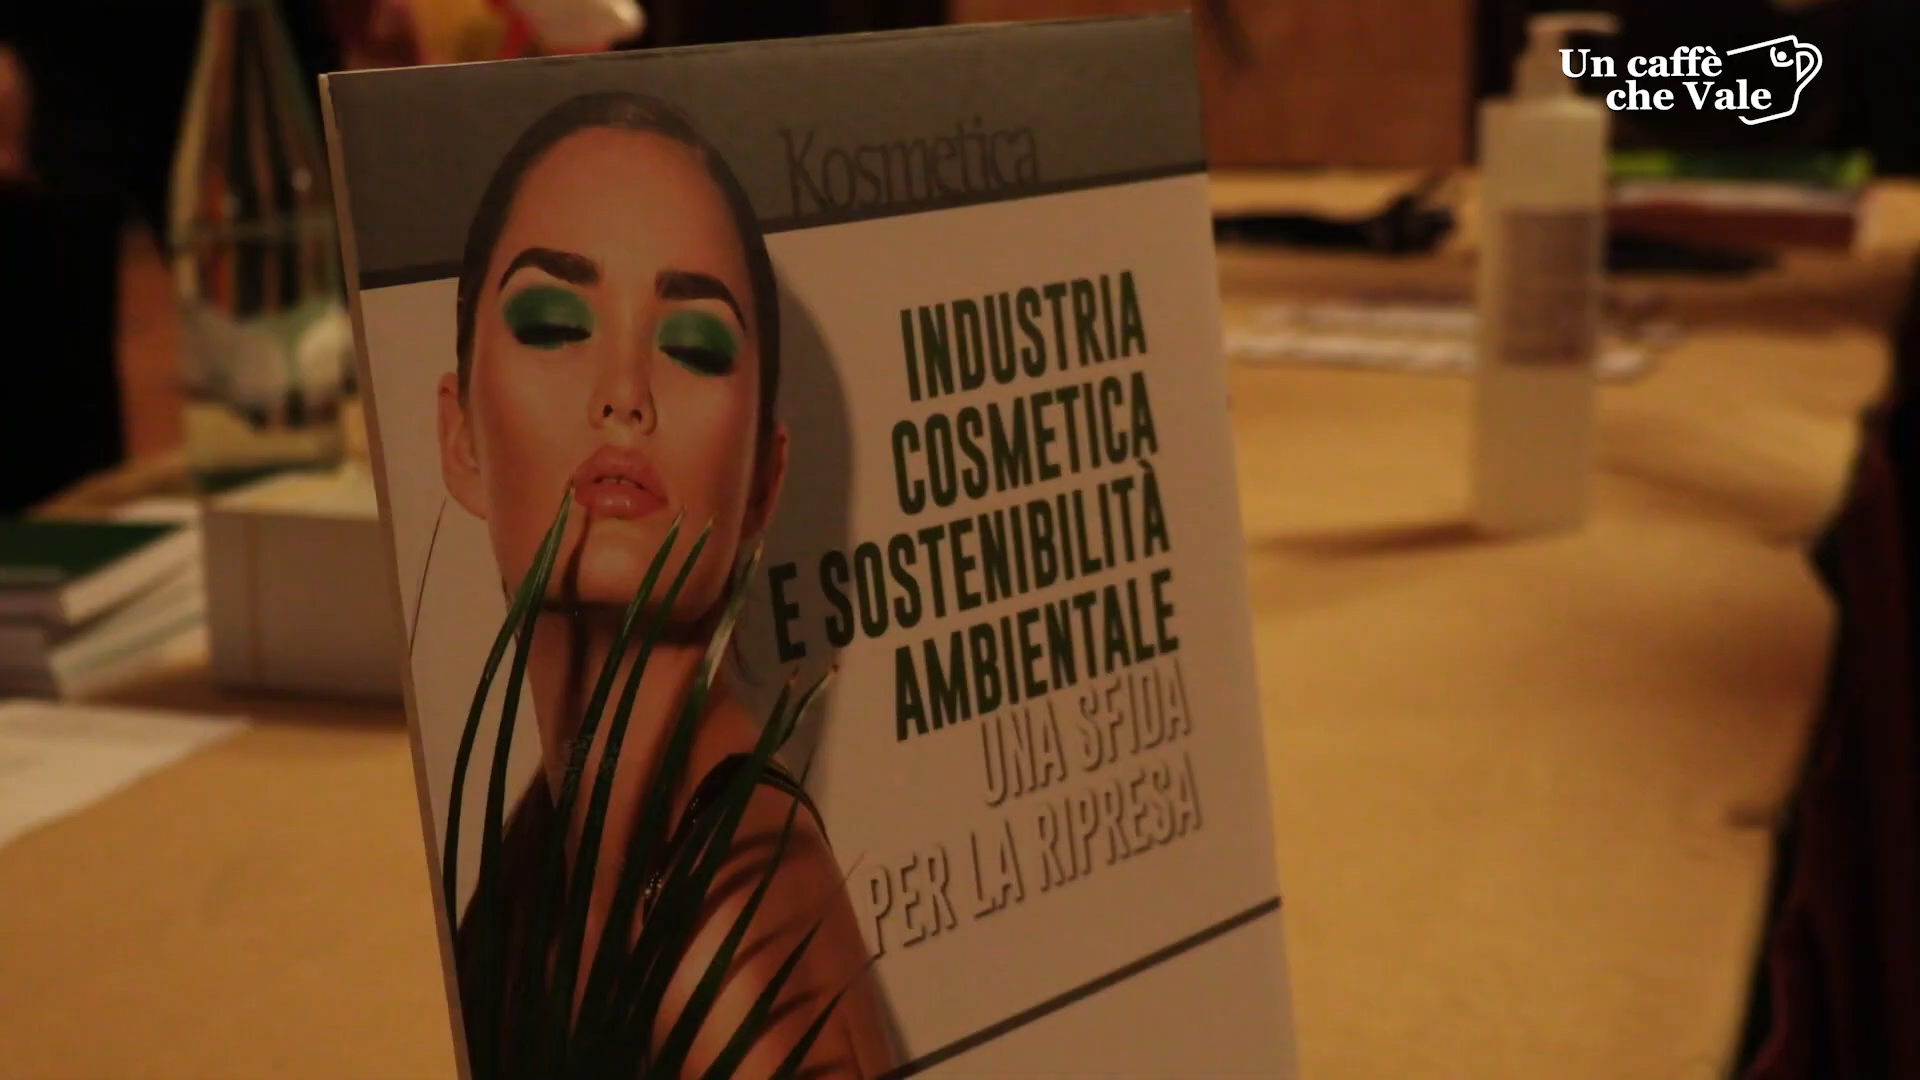 Un caffè
che Vale
Kosmetica
INDUSTRIA
COSMETICA
E SOSTENIBILITÀ
AMBIENTALE
UNA SFIDA
PER LA RIPRESA